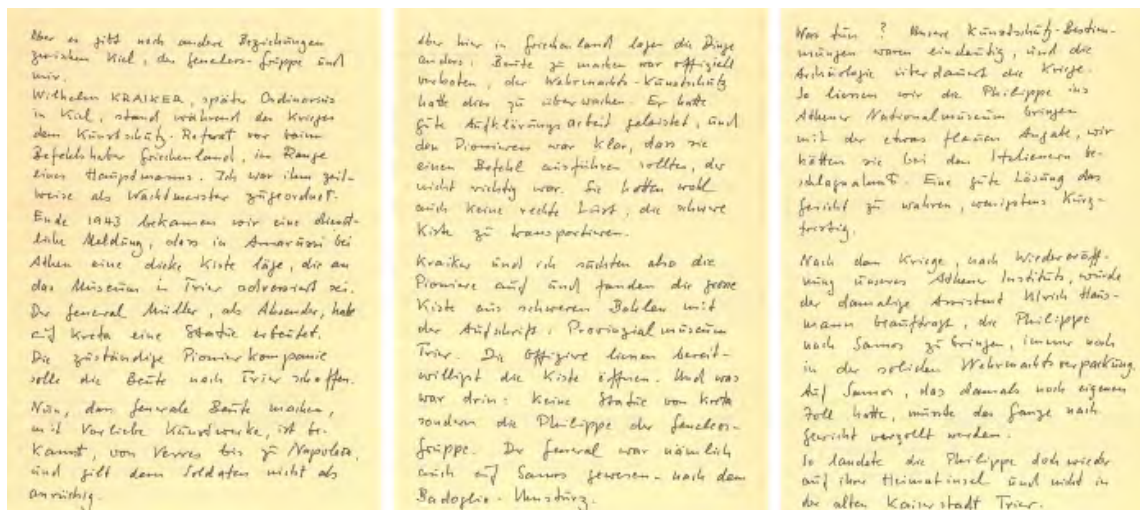 Aber es gibt noch andere Beziehungen
zwischen Kiel, der Geneleos-Gruppe und
mir.
Wilhelm KRAIKER, später Ordinarius
in Kiel, stand während des Krieges
dem Kunstschutz-Referat vor beim
Befehlshaber Griechenland, im Range
eines Hauptmanns. Ich war ihm zeit-
weise als Wachtmeister zugeordnet.
Ende 1943 bekamen wir eine dienst-
liche Meldung, dass in Amarussi bei
Athen eine dicke Kiste läge, die an
das Museum in Trier adressiert sei.
Der General Müller, als Absender, habe
auf Kreta eine Statue erbeutet.
Die zuständige Pionierkompanie
solle die Beute nach Trier schaffen.
Nun, dass Generale Beute machen,
mit Vorliebe Kunstwerke, ist be-
kannt, von Verres bis zu Napoleon,
und gilt dem Soldaten nicht als
anrüchig.
Aber hier in Griechenland lagen die Dinge
anders: Beute zu machen war offiziell
verboten, der Wehrmachts-Kunstschutz
hatte dies zu überwachen. Er hatte
gute Aufklärungsarbeit geleistet, und
den Pionieren war klar, dass sie
einen Befehl ausführen sollten, der
nicht richtig war. Sie hatten wohl
auch keine rechte Lust, die schwere
Kiste zu transportieren.
Kraiker und ich suchten also die
Pioniere auf und fanden die grosse
Kiste aus schweren Bohlen mit
der Aufschrift: Provinzialmuseum
Trier. Die Offiziere liessen bereit-
willigst die Kiste öffnen. Und was
war drin: Keine Statue von Kreta
sondern die Philippe der Geneleos-
Gruppe. Der General war nämlich
auch auf Samos gewesen - nach dem
Badoglio-Umsturz.
Was tun? Unsere Kunstschutz-Bestim-
mungen waren eindeutig, und die
Archäologie überdauert die Kriege.
So liessen wir die Philippe ins
Athener Nationalmuseum bringen
mit der etwas flauen Angabe, wir
hätten sie bei den Italienern be-
schlagnahmt. Eine gute Lösung das
Gesicht zu wahren, wenigstens kurz-
fristig.
Nach dem Kriege, nach Wiedereröff-
nung unseres Athener Instituts, wurde
der damalige Assistent Ulrich Haus-
mann beauftragt, die Philippe
nach Samos zu bringen, immer noch
in der soliden Wehrmachtsverpackung.
Auf Samos, das damals noch eigenen
Zoll hatte, musste das Ganze nach
Gewicht verzollt werden.
So landete die Philippe doch wieder
auf ihrer Heimatinsel und nicht in
der alten Kaiserstadt Trier.